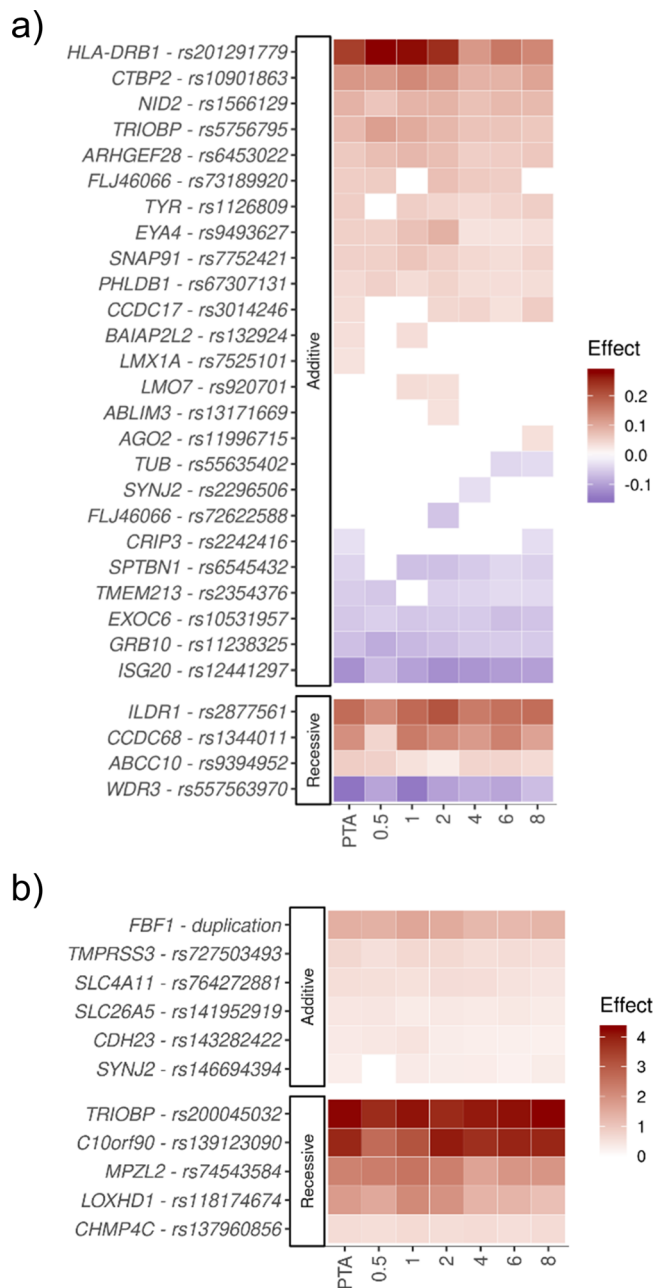 a)
HLA-DRB1 - rs201291779
CTBP2 - rs10901863
NID2 - rs1566129
TRIOBP - rs5756795
ARHGEF28 - rs6453022
FLJ46066 - rs73189920
TYR - rs1126809
EYA4 - rs9493627
SNAP91 - rs7752421
PHLDB1 - rs67307131
CCDC17 - rs3014246
BAIAP2L2 - rs132924
LMX1A - rs7525101
LMO7 - rs920701
ABLIM3 - rs13171669
AGO2 - rs11996715
TUB - rs55635402
SYNJ2 - rs2296506
FLJ46066 - rs72622588
CRIP3 - rs2242416
SPTBN1 - rs6545432
TMEM213 - rs2354376
EXOC6 - rs10531957
GRB10 - rs11238325
ISG20 - rs12441297
Additive
ILDR1 - rs2877561
CCDC68 - rs1344011
ABCC10 - rs9394952
WDR3 - rs557563970
Recessive
PTA 0.5 1 2 4 6 8
Effect
0.2
0.1
0.0
-0.1
b)
FBF1 - duplication
TMPRSS3 - rs727503493
SLC4A11 - rs764272881
SLC26A5 - rs141952919
CDH23 - rs143282422
SYNJ2 - rs146694394
Additive
TRIOBP - rs200045032
C10orf90 - rs139123090
MPZL2 - rs74543584
LOXHD1 - rs118174674
CHMP4C - rs137960856
Recessive
PTA 0.5 1 2 4 6 8
Effect
4
3
2
1
0